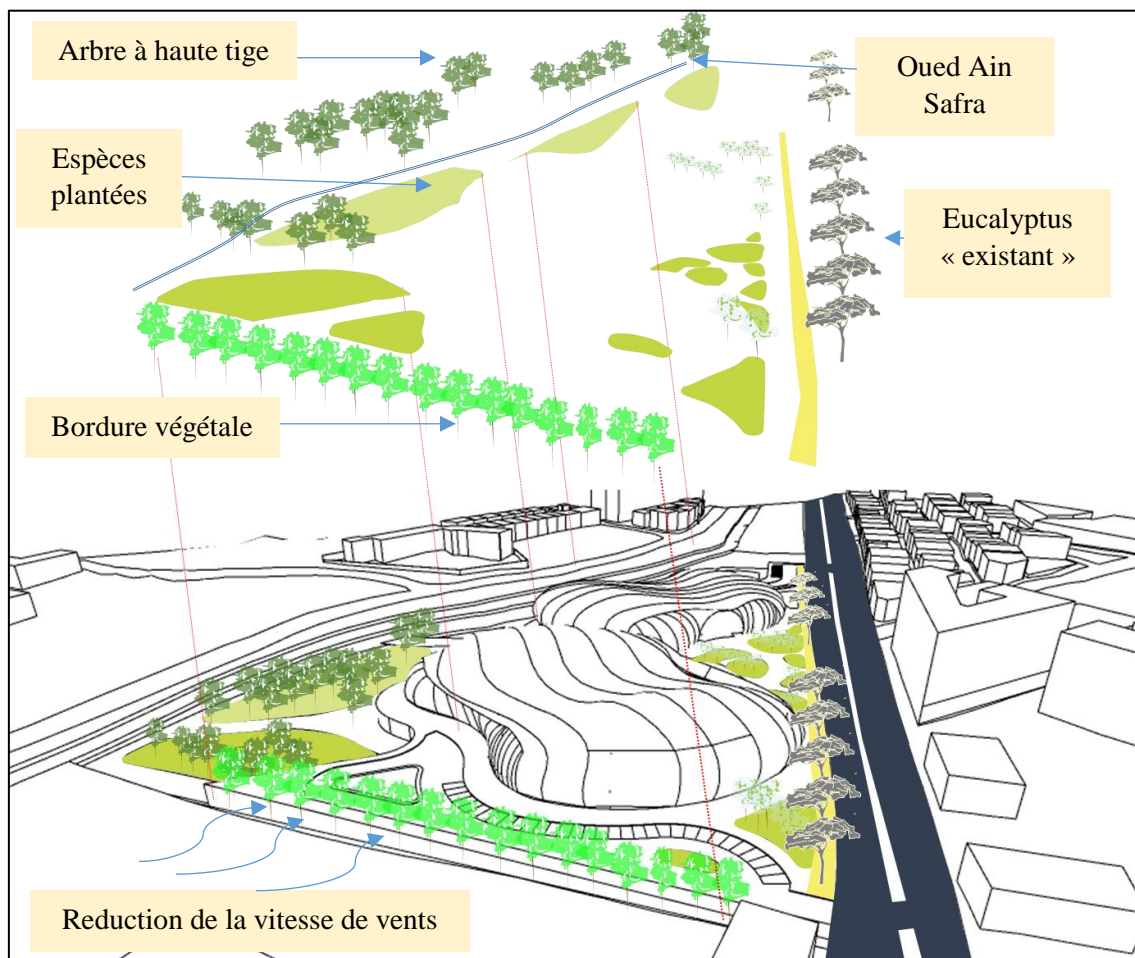 Arbre à haute tige
Oued Ain
Safra
Espèces
plantées
Eucalyptus
« existant »
Bordure végétale
Reduction de la vitesse de vents